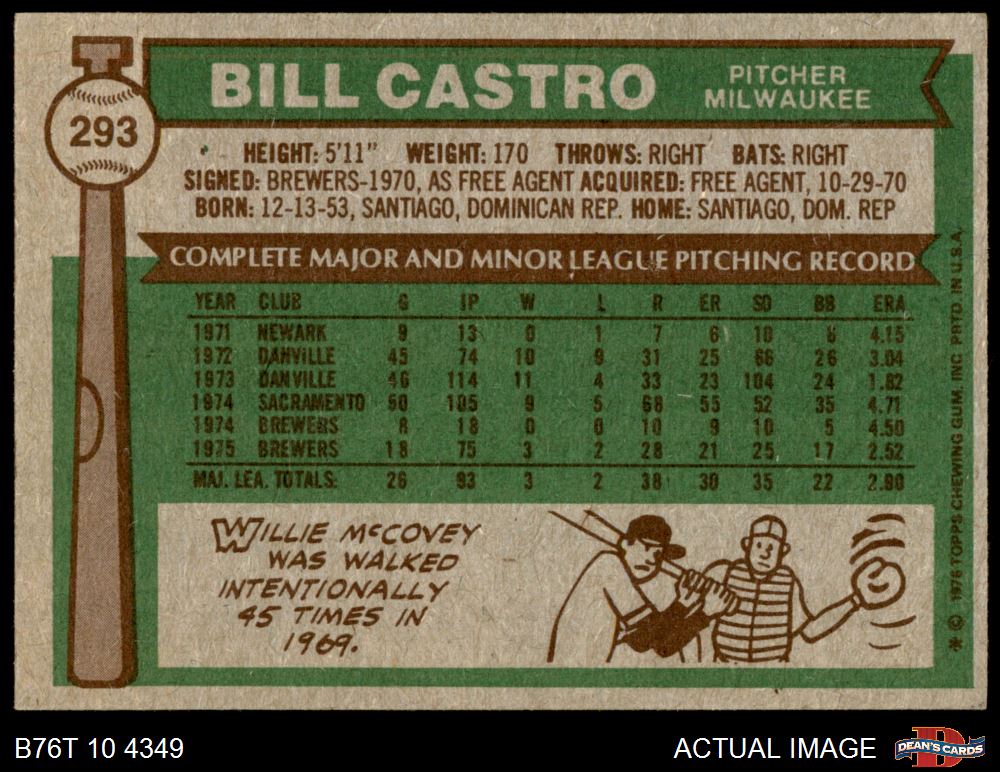 BILL CASTRO
PITCHER
MILWAUKEE
293
HEIGHT: 5'11" WEIGHT: 170 THROWS: RIGHT BATS: RIGHT
SIGNED: BREWERS-1970, AS FREE AGENT ACQUIRED: FREE AGENT, 10-29-70
BORN: 12-13-53, SANTIAGO, DOMINICAN REP. HOME: SANTIAGO, DOM. REP
COMPLETE MAJOR AND MINOR LEAGUE PITCHING RECORD
YEAR CLUB G IP W L R ER SO BB ERA
1971 NEWARK 9 13 0 1 7 6 10 8 4.15
1972 DANVILLE 45 74 10 9 31 25 66 26 3.04
1973 DANVILLE 46 114 11 4 33 23 104 24 1.82
1974 SACRAMENTO 50 105 9 5 68 55 52 35 4.71
1974 BREWERS 8 18 0 0 10 9 10 5 4.50
1975 BREWERS 18 75 3 2 28 21 25 17 2.52
MAJ. LEA. TOTALS: 26 93 3 2 38 30 35 22 2.90
WILLIE McCOVEY
WAS WALKED
INTENTIONALLY
45 TIMES IN
1969.
* © 1976 TOPPS CHEWING GUM, INC. PRTD. IN U.S.A.
B76T 10 4349
ACTUAL IMAGE
D
DEAN'S CARDS